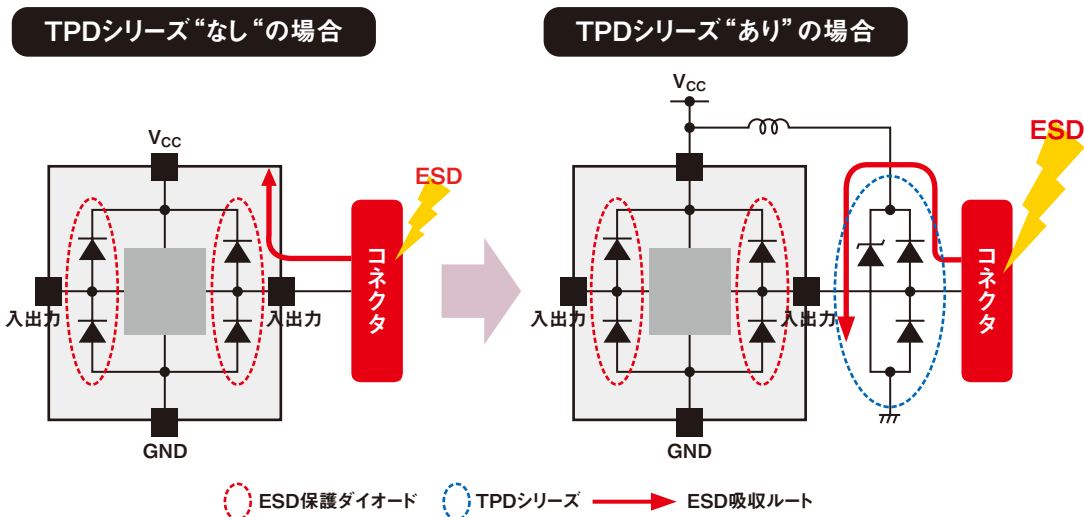 TPDシリーズ“なし“の場合
VCC
ESD
コネクタ
入出力
入出力
GND
TPDシリーズ“あり”の場合
VCC
ESD
コネクタ
入出力
入出力
GND
ESD保護ダイオード
TPDシリーズ
ESD吸収ルート